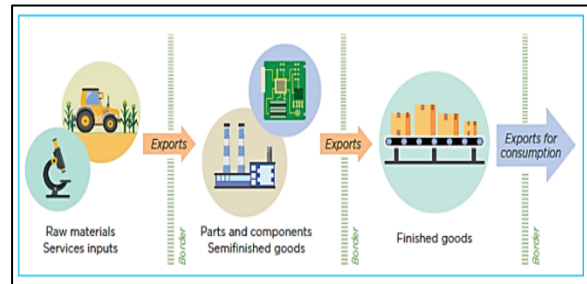 Exports
Exports
Exports for
consumption
Raw materials
Services inputs
Border
Parts and components
Semifinished goods
Border
Finished goods
Border